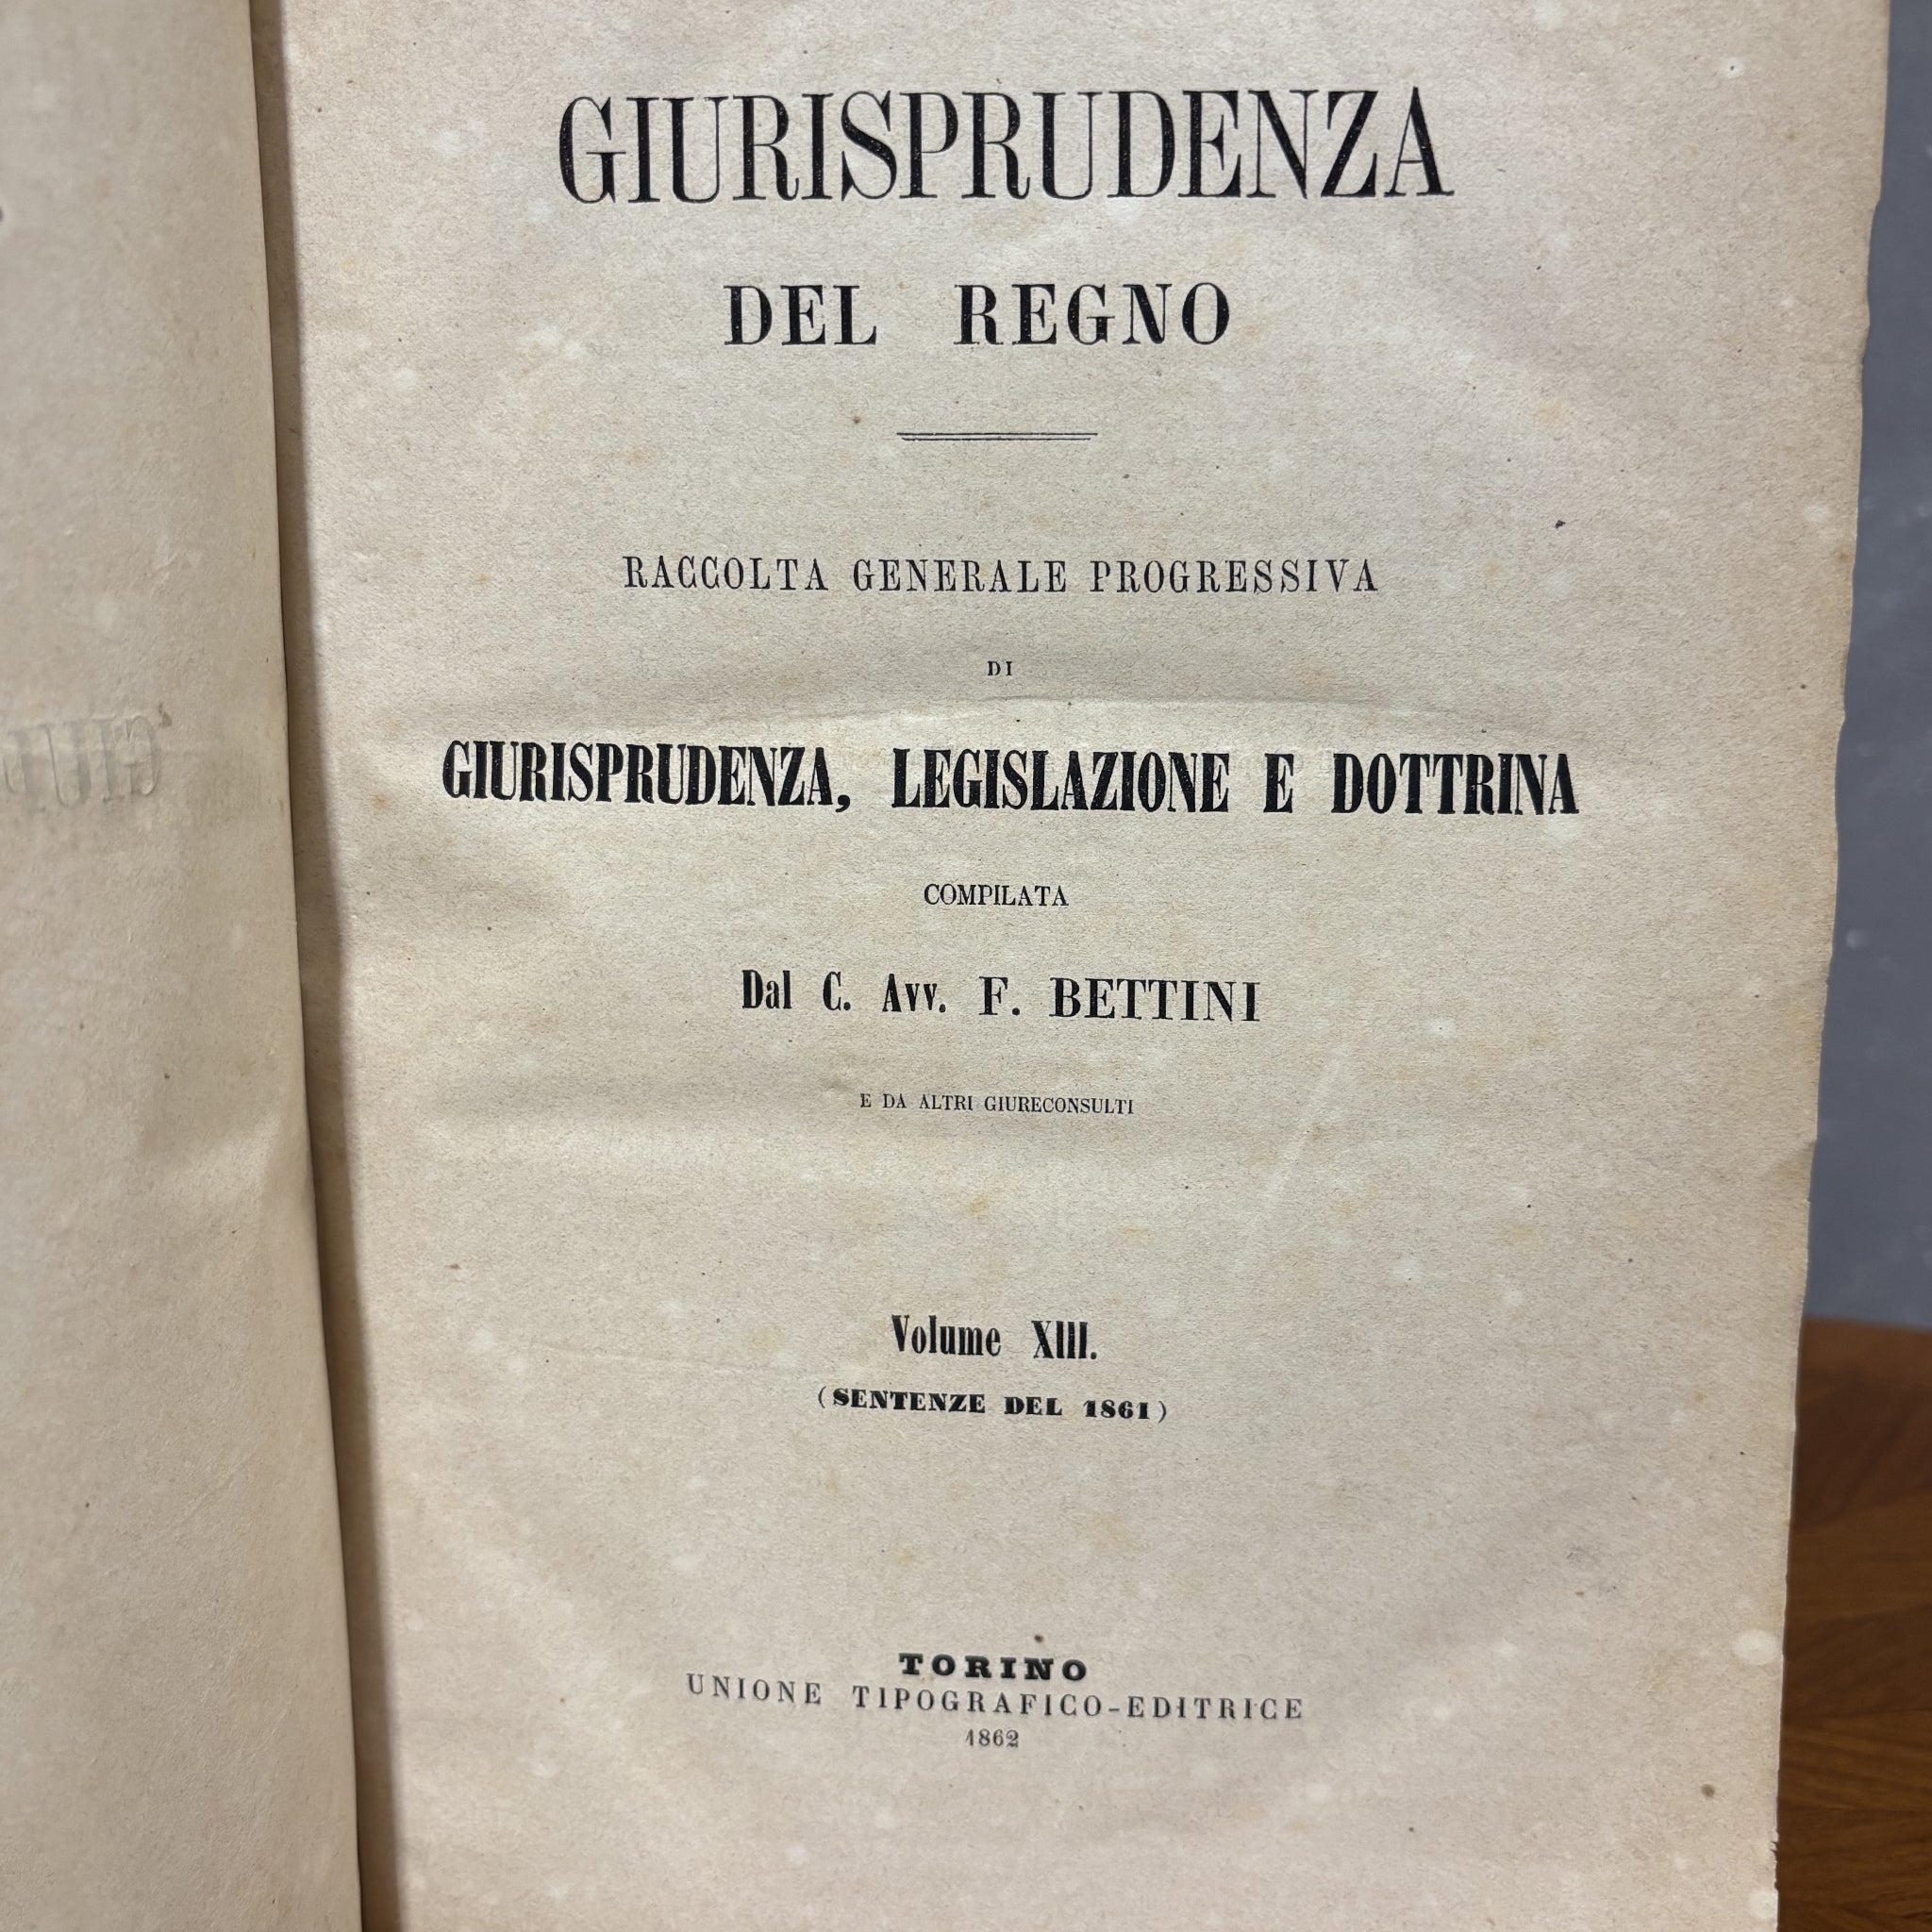 GIURISPRUDENZA
DEL REGNO
RACCOLTA GENERALE PROGRESSIVA
DI
GIURISPRUDENZA, LEGISLAZIONE E DOTTRINA
COMPILATA
Dal C. Avv. F. BETTINI
E DA ALTRI GIURECONSULTI
Volume XIII.
(SENTENZE DEL 1861)
TORINO
UNIONE TIPOGRAFICO-EDITRICE
1862